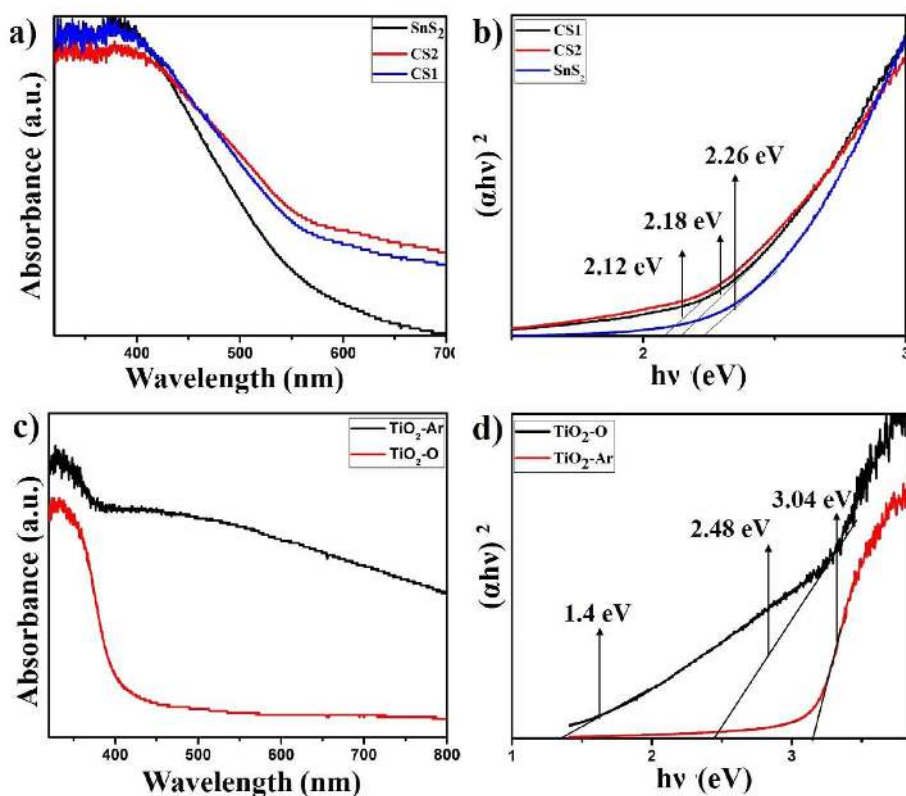 a)
SnS2
CS2
CS1
Absorbance (a.u.)
400 500 600 700
Wavelength (nm)
b)
CS1
CS2
SnS2
2.26 eV
2.18 eV
2.12 eV
(αhν) 2
2 3
hν (eV)
c)
TiO2-Ar
TiO2-O
Absorbance (a.u.)
400 500 600 700 800
Wavelength (nm)
d)
TiO2-O
TiO2-Ar
3.04 eV
2.48 eV
1.4 eV
(αhν) 2
1 2 3
hν (eV)